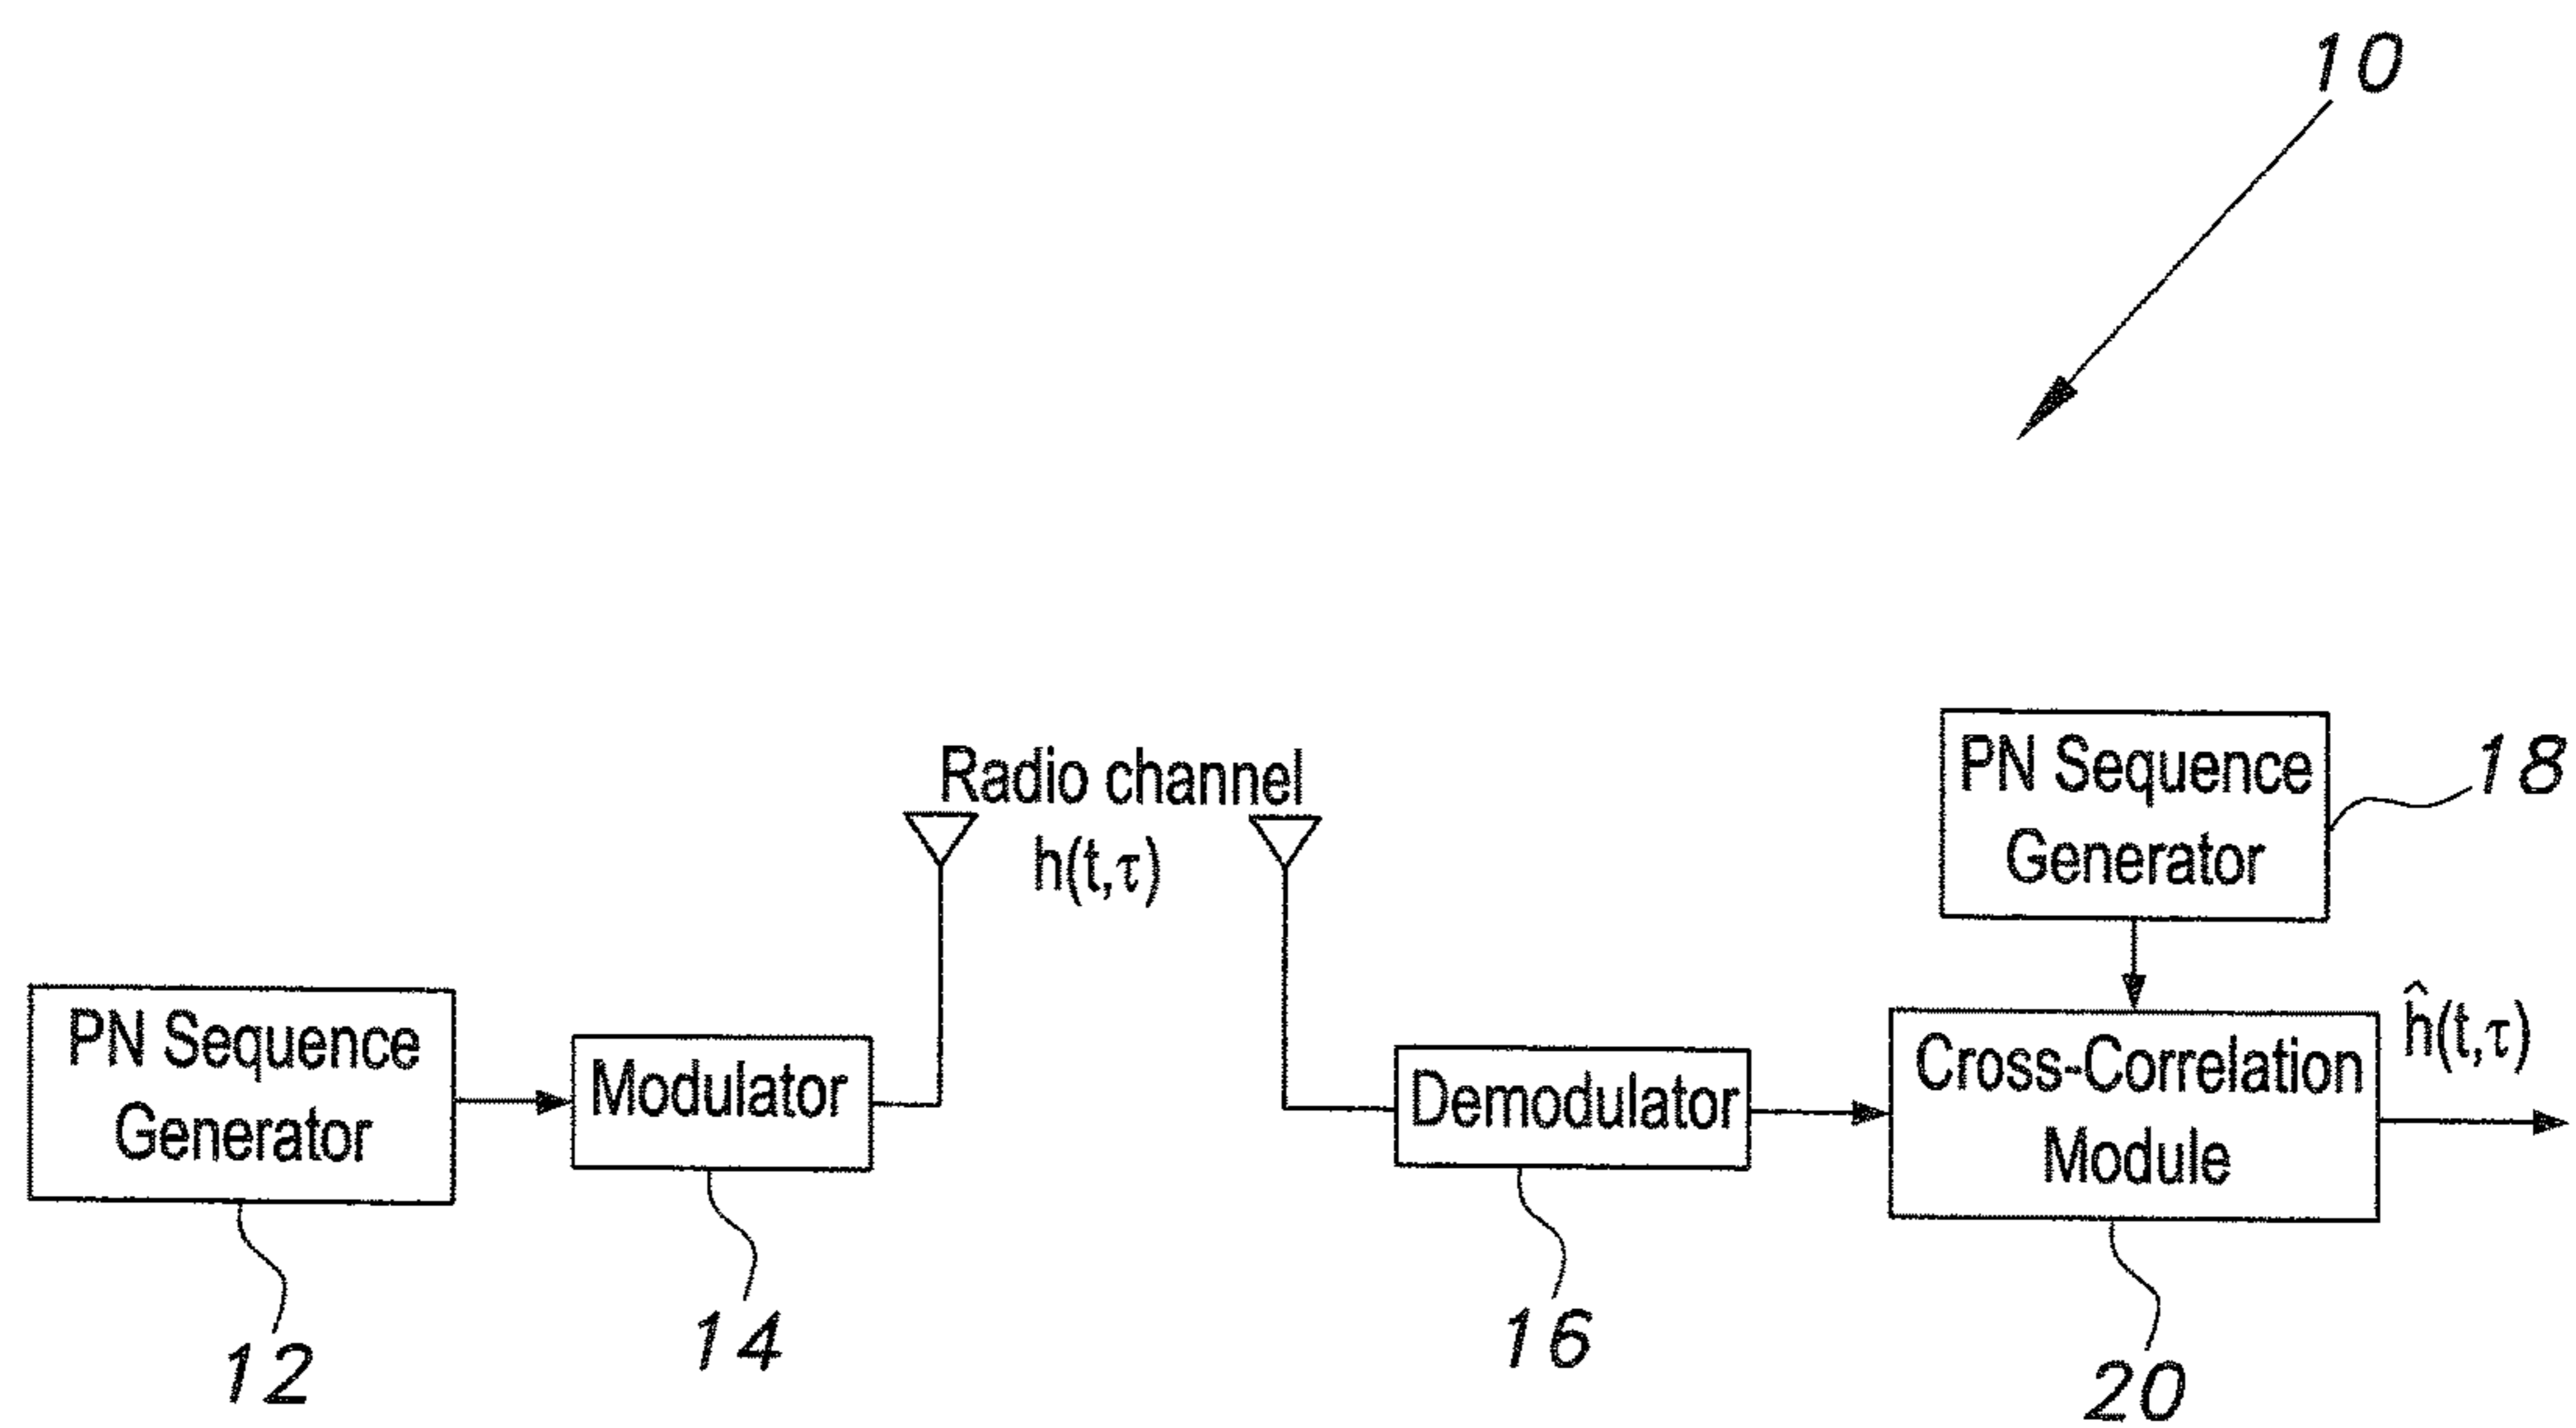 10
Radio channel
h(t,τ)
PN Sequence
Generator
18
PN Sequence
Generator
12
Modulator
14
Demodulator
16
Cross-Correlation
Module
20
ĥ(t,τ)